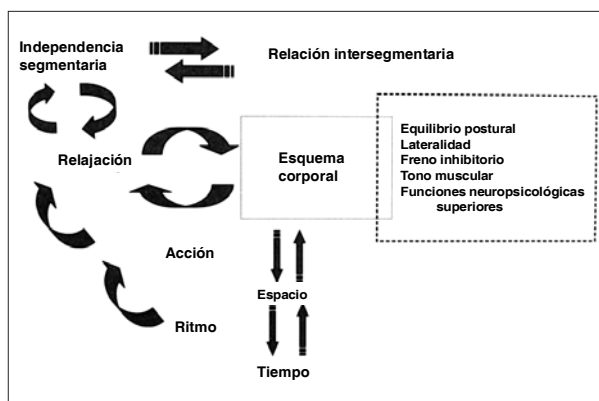 Independencia
segmentaria
Relación intersegmentaria
Relajación
Esquema
corporal
Equilibrio postural
Lateralidad
Freno inhibitorio
Tono muscular
Funciones neuropsicológicas
superiores
Acción
Espacio
Ritmo
Tiempo